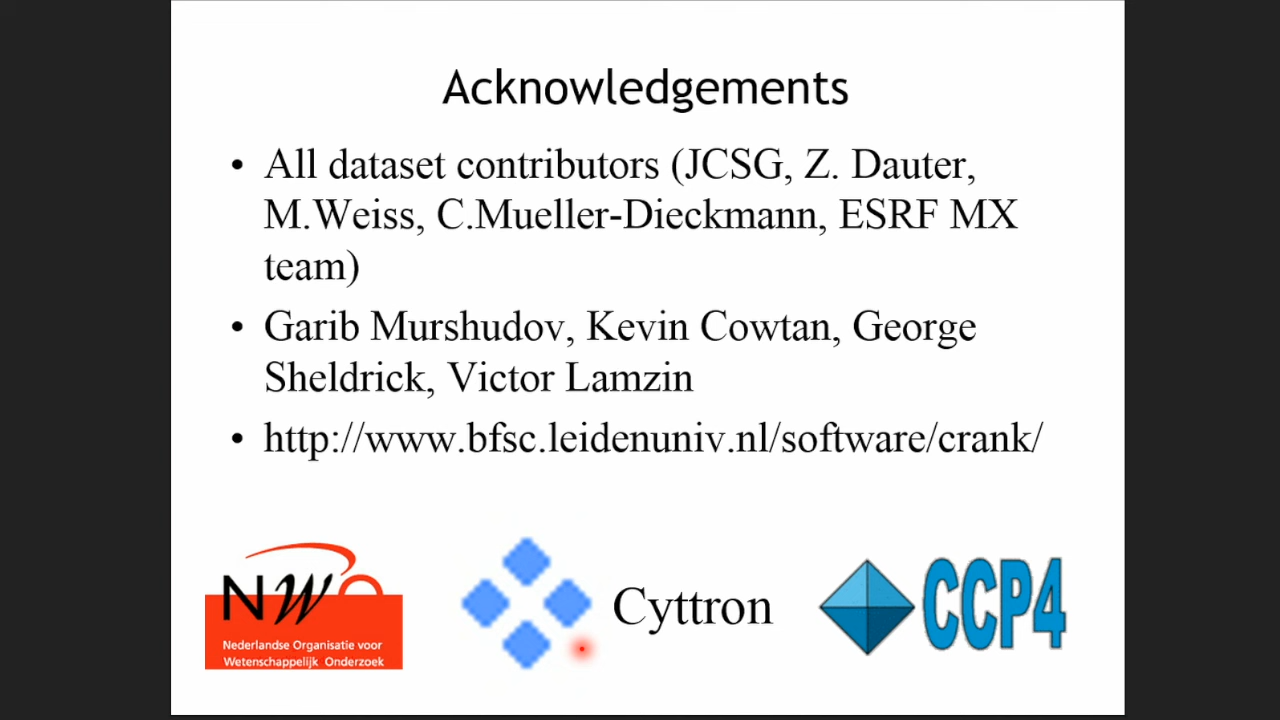 Acknowledgements
• All dataset contributors (JCSG, Z. Dauter,
M.Weiss, C.Mueller-Dieckmann, ESRF MX
team)
• Garib Murshudov, Kevin Cowtan, George
Sheldrick, Victor Lamzin
• http://www.bfsc.leidenuniv.nl/software/crank/
NWO
Nederlandse Organisatie voor
Wetenschappelijk Onderzoek
Cyttron
CCP4